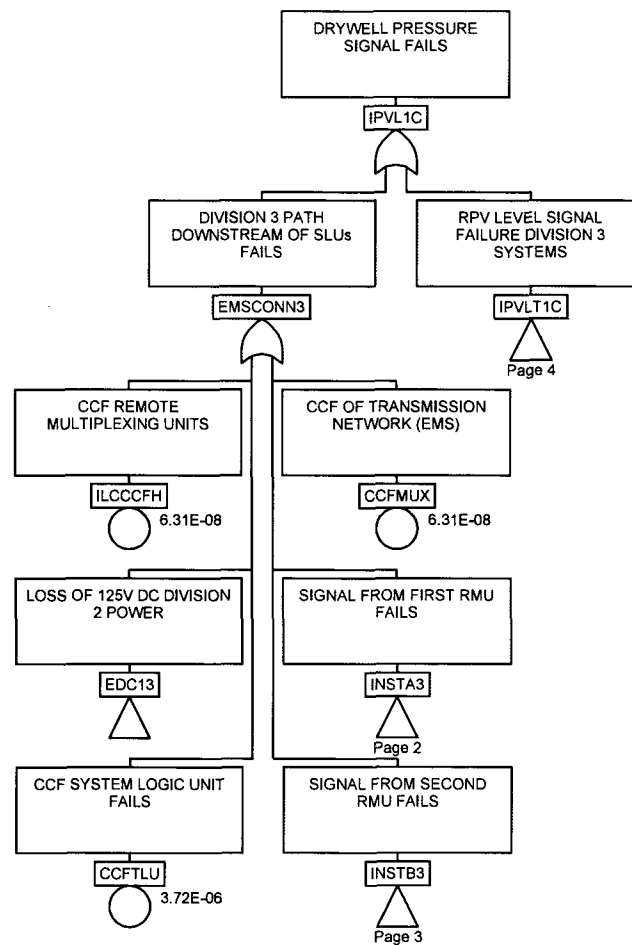 DRYWELL PRESSURE
SIGNAL FAILS
IPVL1C
DIVISION 3 PATH
DOWNSTREAM OF SLUs
FAILS
EMSCONN3
RPV LEVEL SIGNAL
FAILURE DIVISION 3
SYSTEMS
IPVLT1C
Page 4
CCF REMOTE
MULTIPLEXING UNITS
ILCCCFH
6.31E-08
CCF OF TRANSMISSION
NETWORK (EMS)
CCFMUX
6.31E-08
LOSS OF 125V DC DIVISION
2 POWER
EDC13
SIGNAL FROM FIRST RMU
FAILS
INSTA3
Page 2
CCF SYSTEM LOGIC UNIT
FAILS
CCFTLU
3.72E-06
SIGNAL FROM SECOND
RMU FAILS
INSTB3
Page 3